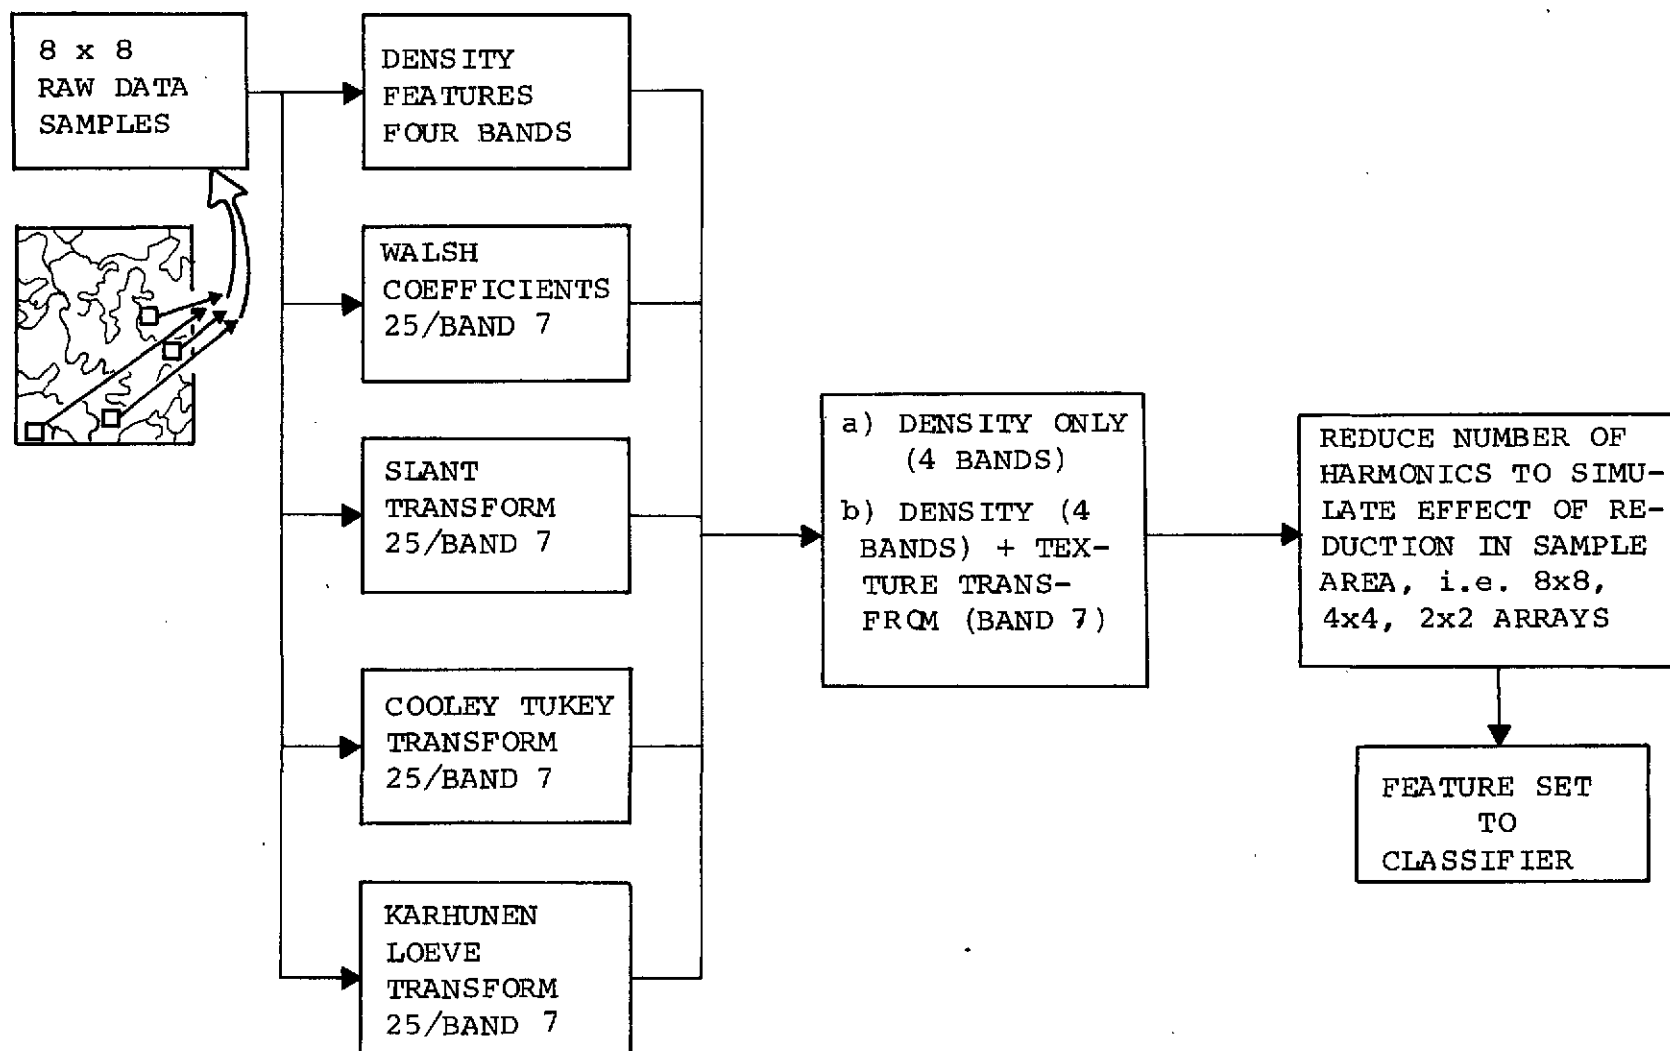 8 x 8
RAW DATA
SAMPLES
DENSITY
FEATURES
FOUR BANDS
WALSH
COEFFICIENTS
25/BAND 7
SLANT
TRANSFORM
25/BAND 7
COOLEY TUKEY
TRANSFORM
25/BAND 7
KARHUNEN
LOEVE
TRANSFORM
25/BAND 7
a) DENSITY ONLY
(4 BANDS)
b) DENSITY (4
BANDS) + TEX-
TURE TRANS-
FROM (BAND 7)
REDUCE NUMBER OF
HARMONICS TO SIMU-
LATE EFFECT OF RE-
DUCTION IN SAMPLE
AREA, i.e. 8x8,
4x4, 2x2 ARRAYS
FEATURE SET
TO
CLASSIFIER